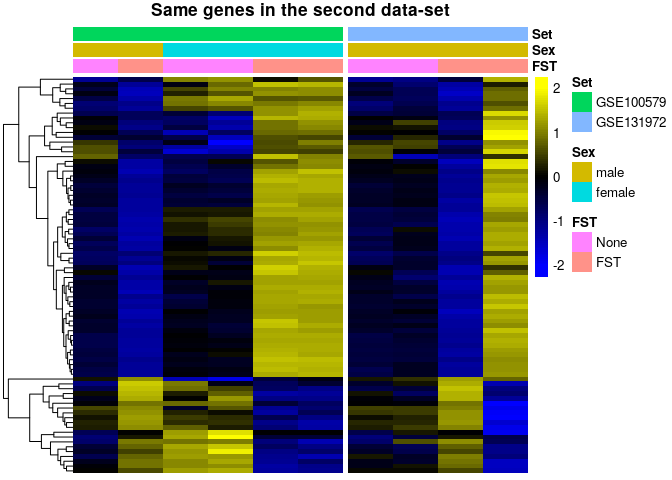 Same genes in the second data-set
Set
Sex
FST
2
1
0
-1
-2
Set
GSE100579
GSE131972
Sex
male
female
FST
None
FST